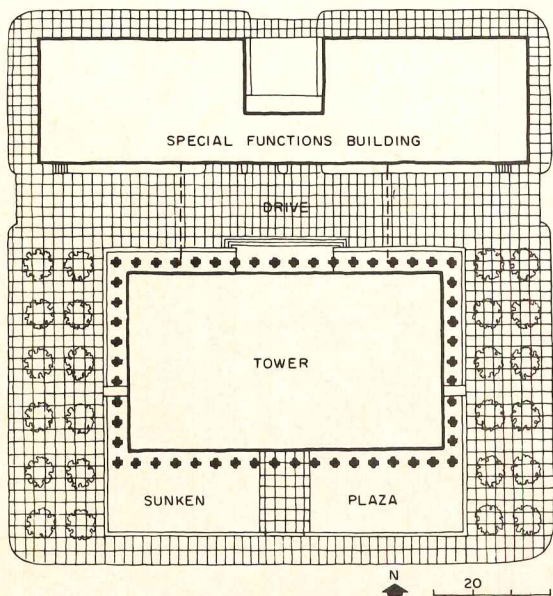 SPECIAL FUNCTIONS BUILDING
DRIVE
TOWER
SUNKEN PLAZA
N 20